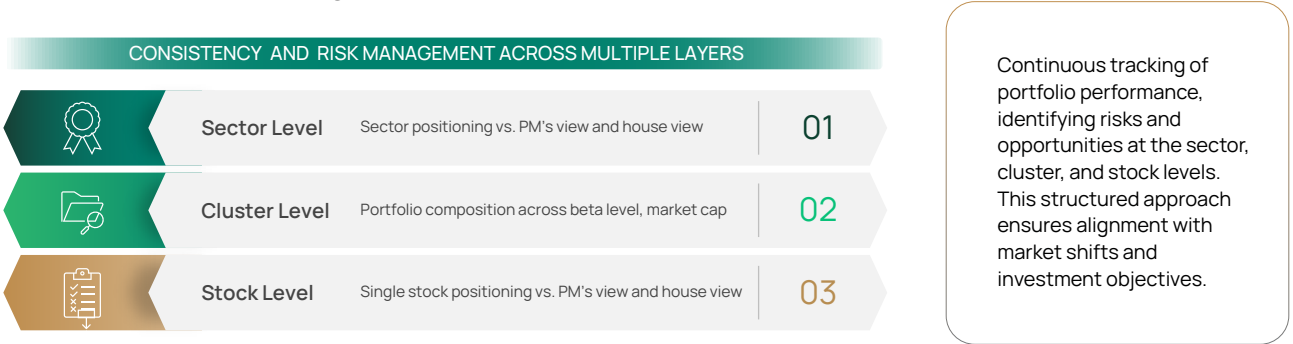 CONSISTENCY AND RISK MANAGEMENT ACROSS MULTIPLE LAYERS
Sector Level Sector positioning vs. PM's view and house view 01
Cluster Level Portfolio composition across beta level, market cap 02
Stock Level Single stock positioning vs. PM's view and house view 03
Continuous tracking of
portfolio performance,
identifying risks and
opportunities at the sector,
cluster, and stock levels.
This structured approach
ensures alignment with
market shifts and
investment objectives.